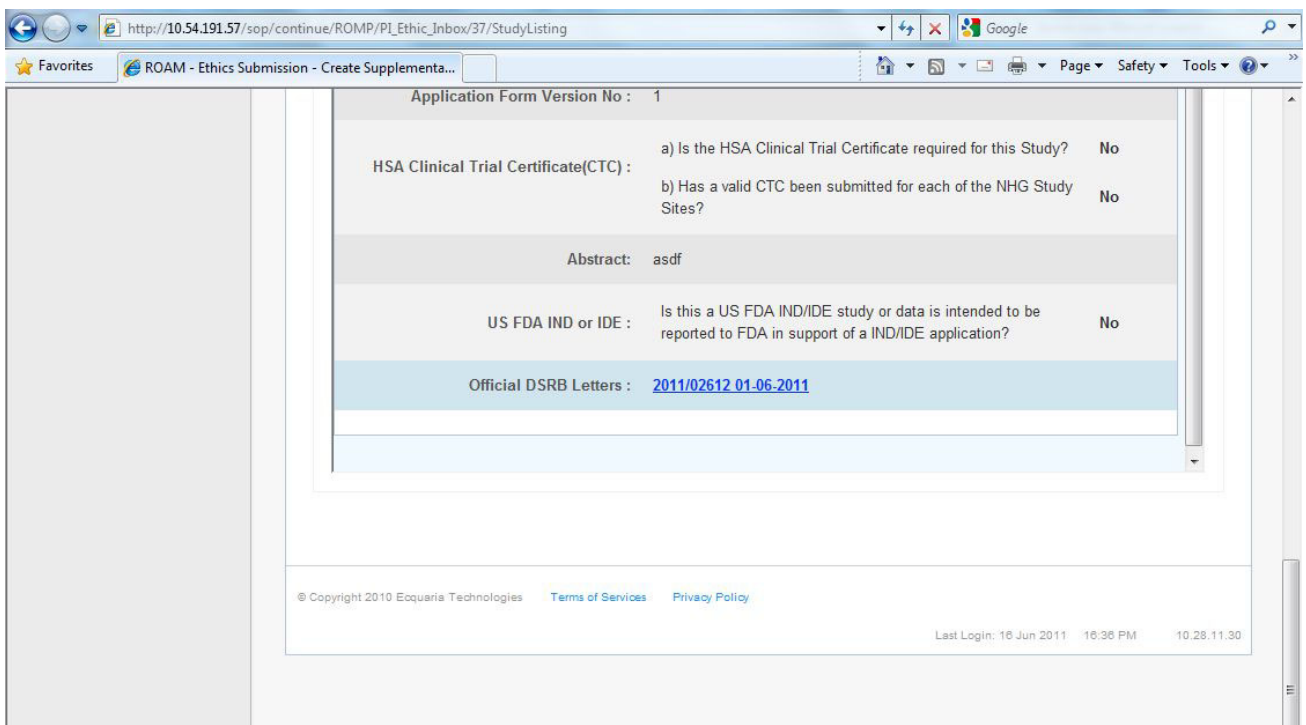 http://10.54.191.57/sop/continue/ROMP/PI_Ethic_Inbox/37/StudyListing
Google
Favorites
ROAM - Ethics Submission - Create Supplementa...
Page Safety Tools
Application Form Version No : 1
HSA Clinical Trial Certificate(CTC) :
a) Is the HSA Clinical Trial Certificate required for this Study? No
b) Has a valid CTC been submitted for each of the NHG Study
Sites? No
Abstract: asdf
US FDA IND or IDE :
Is this a US FDA IND/IDE study or data is intended to be
reported to FDA in support of a IND/IDE application? No
Official DSRB Letters : 2011/02612 01-06-2011
© Copyright 2010 Ecquaria Technologies Terms of Services Privacy Policy
Last Login: 16 Jun 2011 16:36 PM 10.28.11.30